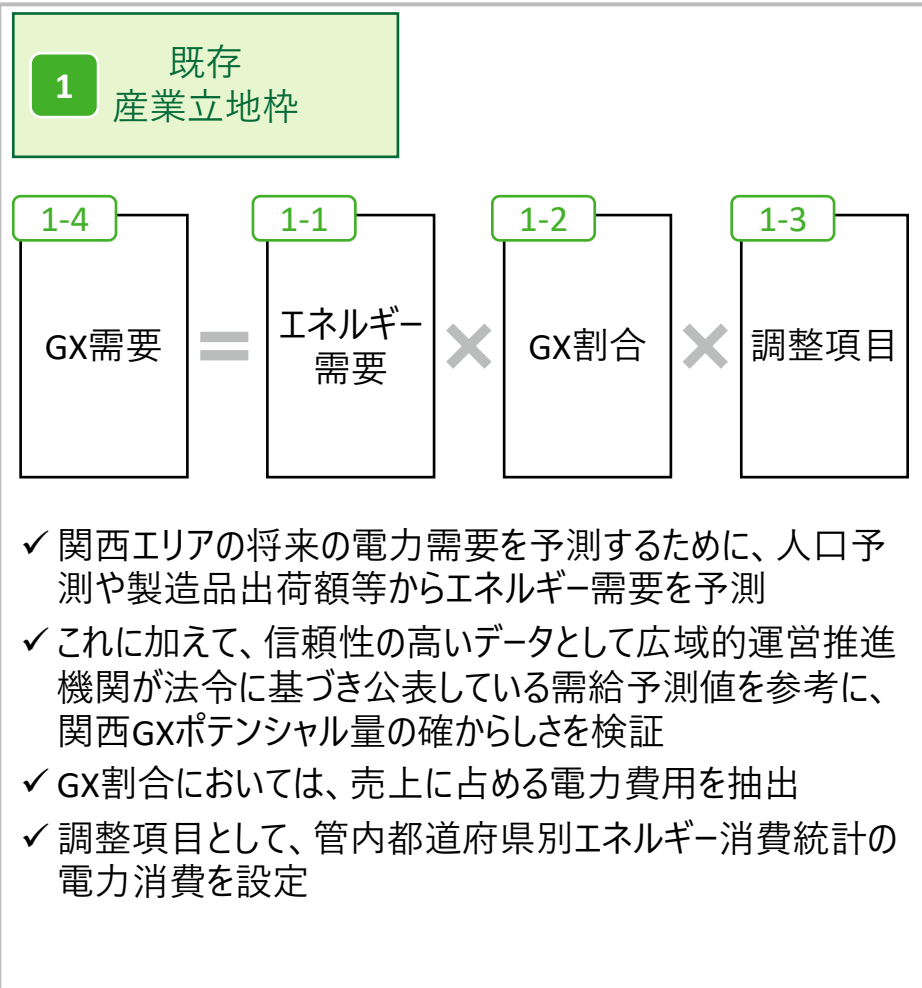 1
既存
産業立地枠
1-4
GX需要
=
1-1
エネルギー
需要
×
1-2
GX割合
×
1-3
調整項目
✓ 関西エリアの将来の電力需要を予測するために、人口予
測や製造品出荷額等からエネルギー需要を予測
✓ これに加えて、信頼性の高いデータとして広域的運営推進
機関が法令に基づき公表している需給予測値を参考に、
関西GXポテンシャル量の確からしさを検証
✓ GX割合においては、売上に占める電力費用を抽出
✓ 調整項目として、管内都道府県別エネルギー消費統計の
電力消費を設定